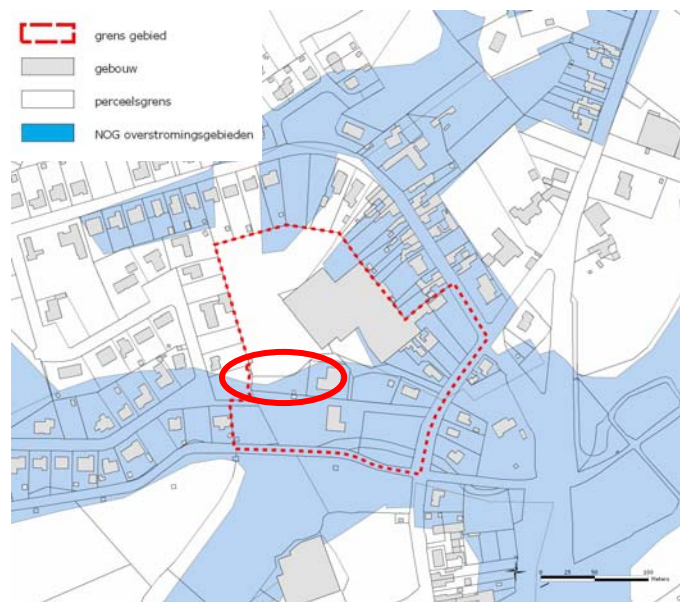 grens gebied
gebouw
perceelsgrens
NOG overstromingsgebieden
0 25 50 100
Meters